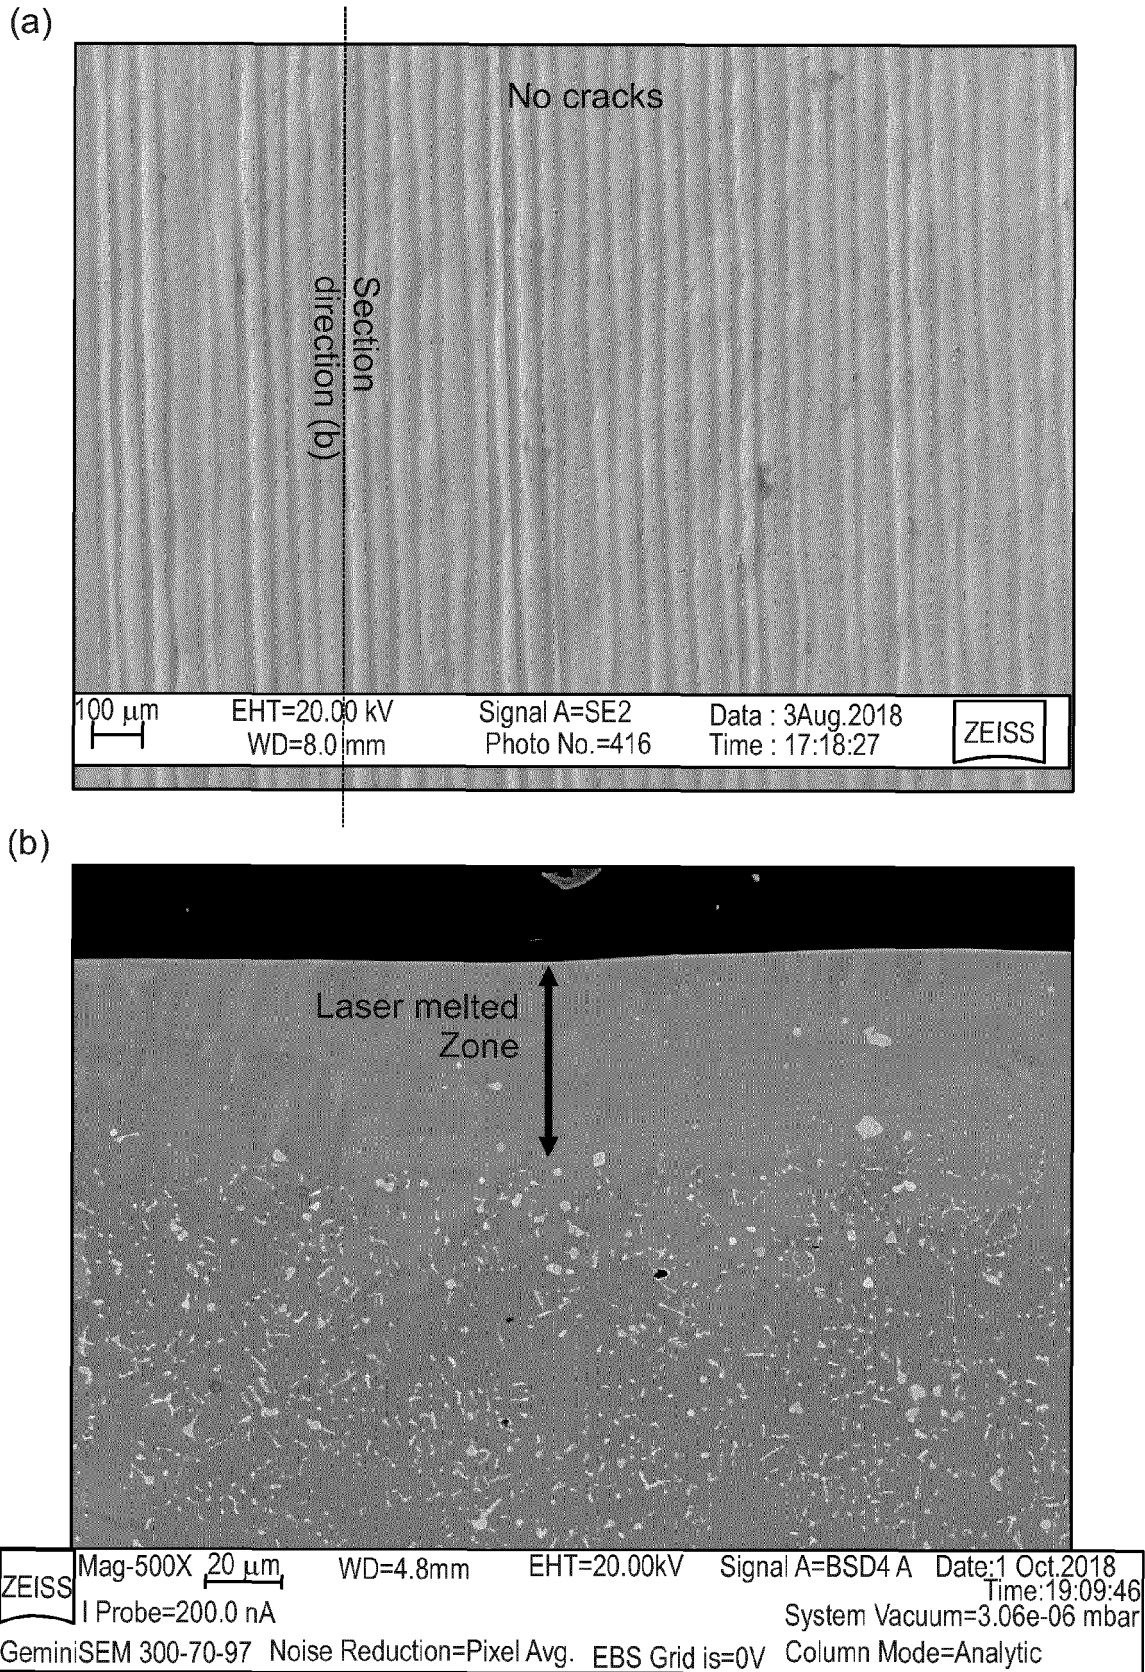 (a)
No cracks
Section
direction (b)
100 μm
EHT=20.00 kV
Signal A=SE2
Data : 3Aug.2018
WD=8.0 mm
Photo No.=416
Time : 17:18:27
ZEISS
(b)
Laser melted
Zone
ZEISS
Mag-500X 20 μm WD=4.8mm EHT=20.00kV Signal A=BSD4 A Date:1 Oct.2018
Time:19:09:46
I Probe=200.0 nA System Vacuum=3.06e-06 mbar
GeminiSEM 300-70-97 Noise Reduction=Pixel Avg. EBS Grid is=0V Column Mode=Analytic